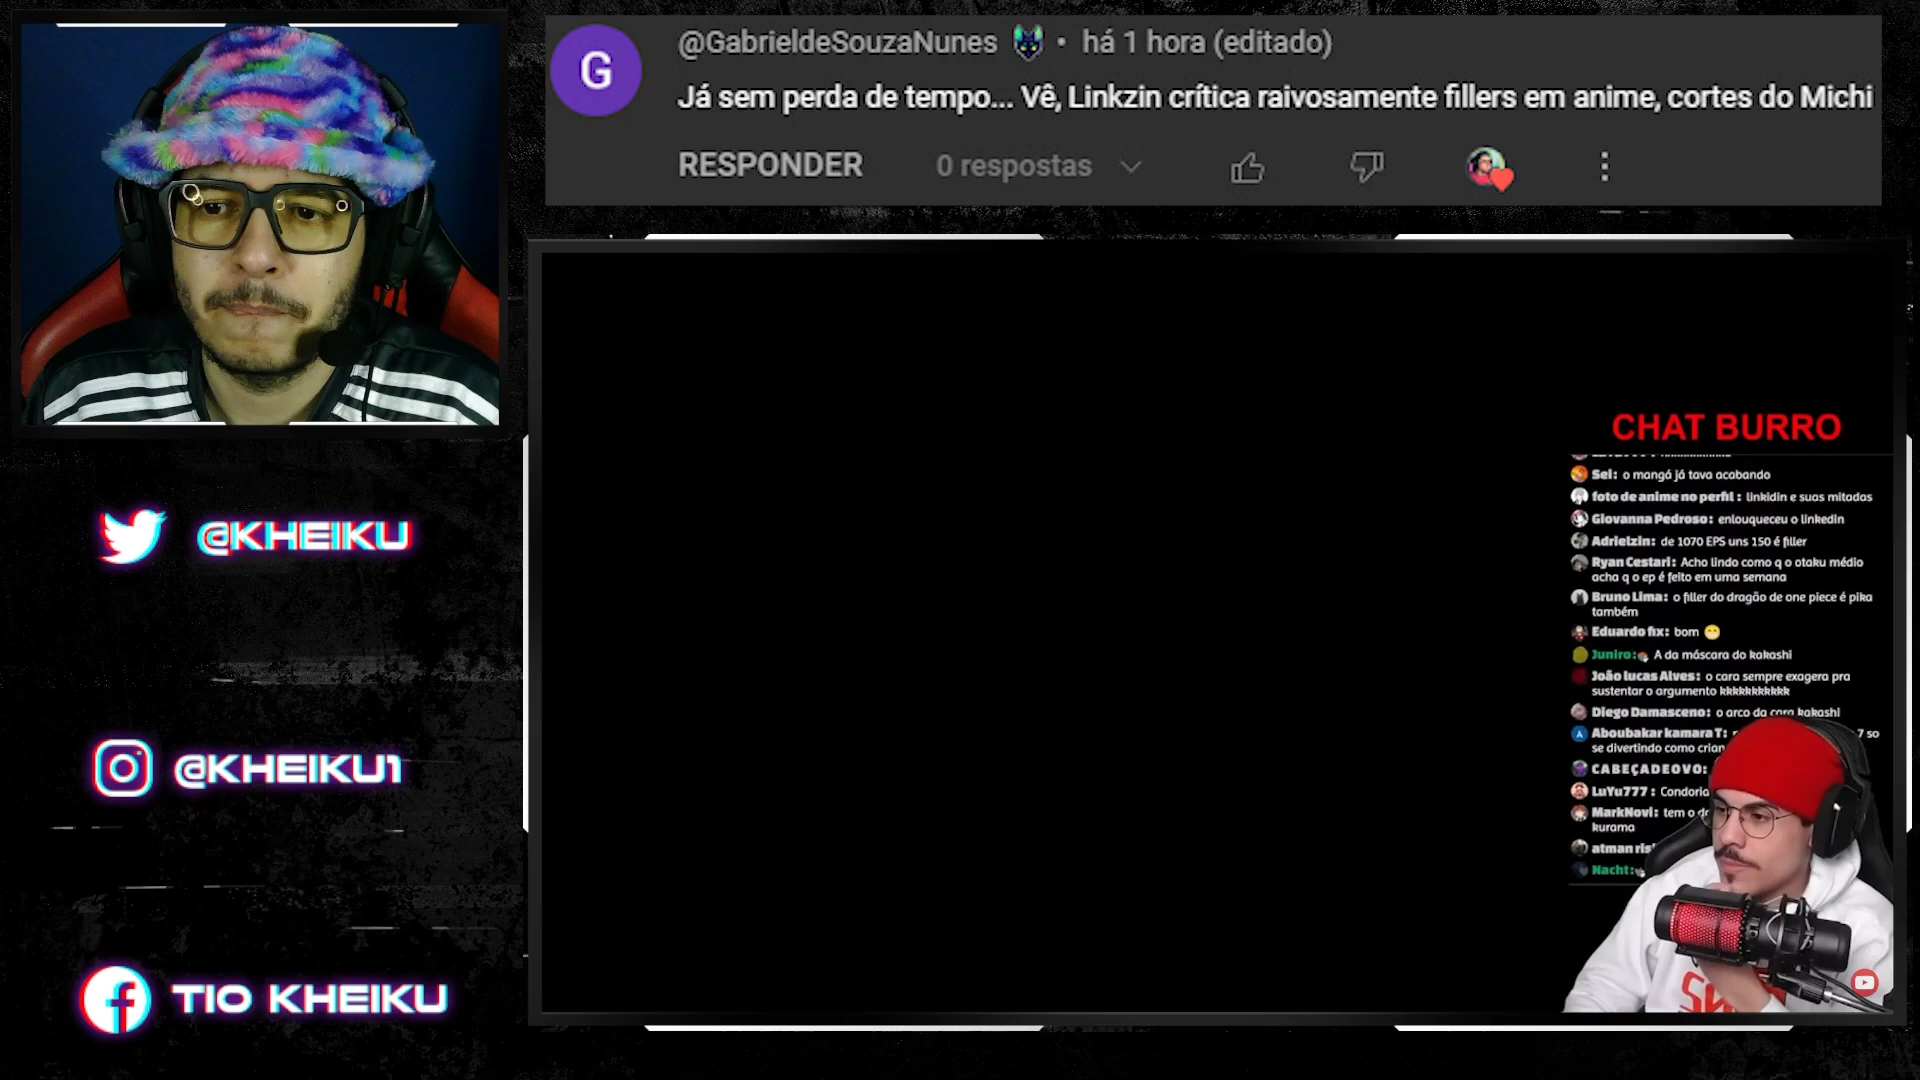 G
@GabrieldeSouzaNunes • há 1 hora (editado)
Já sem perda de tempo... Vê, Linkzin crítica raivosamente fillers em anime, cortes do Michi
RESPONDER 0 respostas
@KHEIKU
@KHEIKU1
TIO KHEIKU
CHAT BURRO
Sel: o mangá já tava acabando
foto de anime no perfil : linkidin e suas mitadas
Giovanna Pedroso: enlouqueceu o linkedin
Adrielzin: de 1070 EPS uns 150 é filler
Ryan Cestari: Acho lindo como q o otaku médio
acha q o ep é feito em uma semana
Bruno Lima: o filler do dragão de one piece é pika
também
Eduardo fix: bom 😁
Juniro: A da máscara do kakashi
João lucas Alves: o cara sempre exagera pra
sustentar o argumento kkkkkkkkkkk
Diego Damasceno: o arco da cara kakashi
A Aboubakar kamara T: 7 so
se divertindo como
CABEÇADEOVO:
LuYu777 :
MarkNovi: tem o
kurama
atman
Nacht: